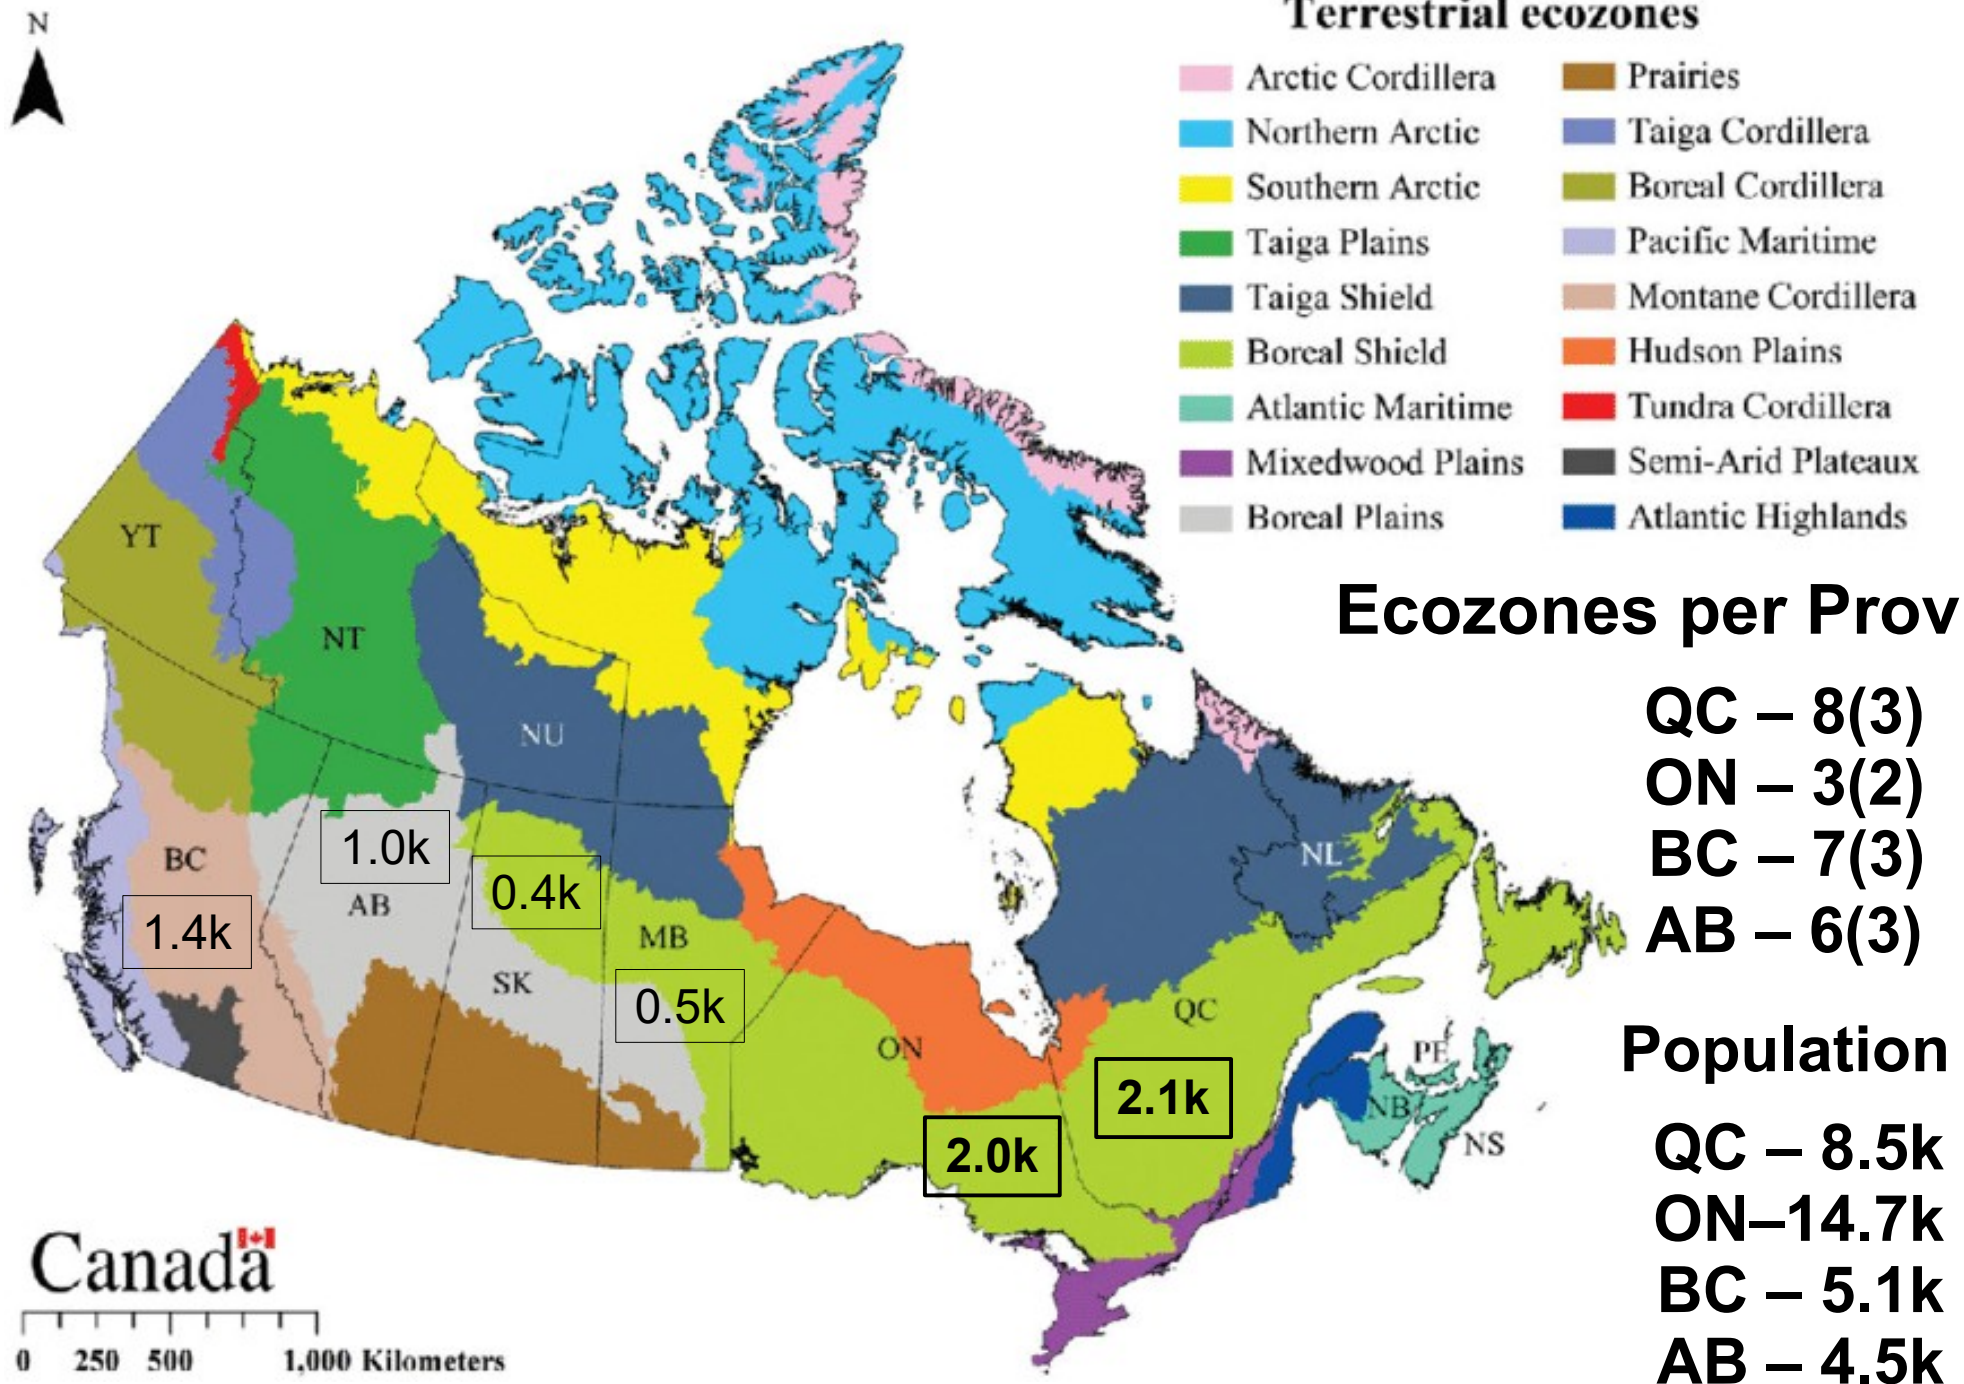 N
Terrestrial ecozones
Arctic Cordillera
Northern Arctic
Southern Arctic
Taiga Plains
Taiga Shield
Boreal Shield
Atlantic Maritime
Mixedwood Plains
Boreal Plains
Prairies
Taiga Cordillera
Boreal Cordillera
Pacific Maritime
Montane Cordillera
Hudson Plains
Tundra Cordillera
Semi-Arid Plateaux
Atlantic Highlands
Ecozones per Prov
QC – 8(3)
ON – 3(2)
BC – 7(3)
AB – 6(3)
Population
QC – 8.5k
ON–14.7k
BC – 5.1k
AB – 4.5k
YT
NT
NU
BC
1.4k
1.0k
AB
0.4k
SK
MB
0.5k
ON
2.0k
QC
2.1k
NL
PE
NB
NS
Canada
0 250 500 1,000 Kilometers